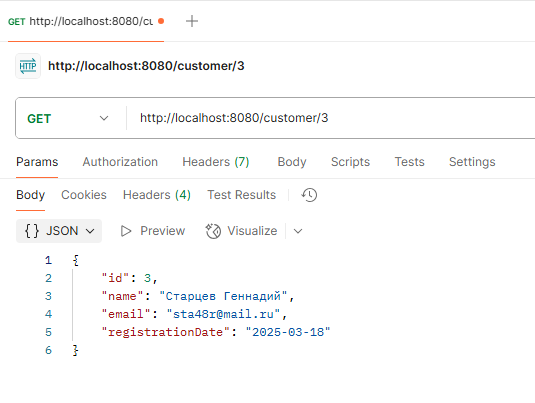 GET http://localhost:8080/cu
HTTP http://localhost:8080/customer/3
GET http://localhost:8080/customer/3
Params Authorization Headers (7) Body Scripts Tests Settings
Body Cookies Headers (4) Test Results
{} JSON Preview Visualize
1 {
2 "id": 3,
3 "name": "Старцев Геннадий",
4 "email": "sta48r@mail.ru",
5 "registrationDate": "2025-03-18"
6 }